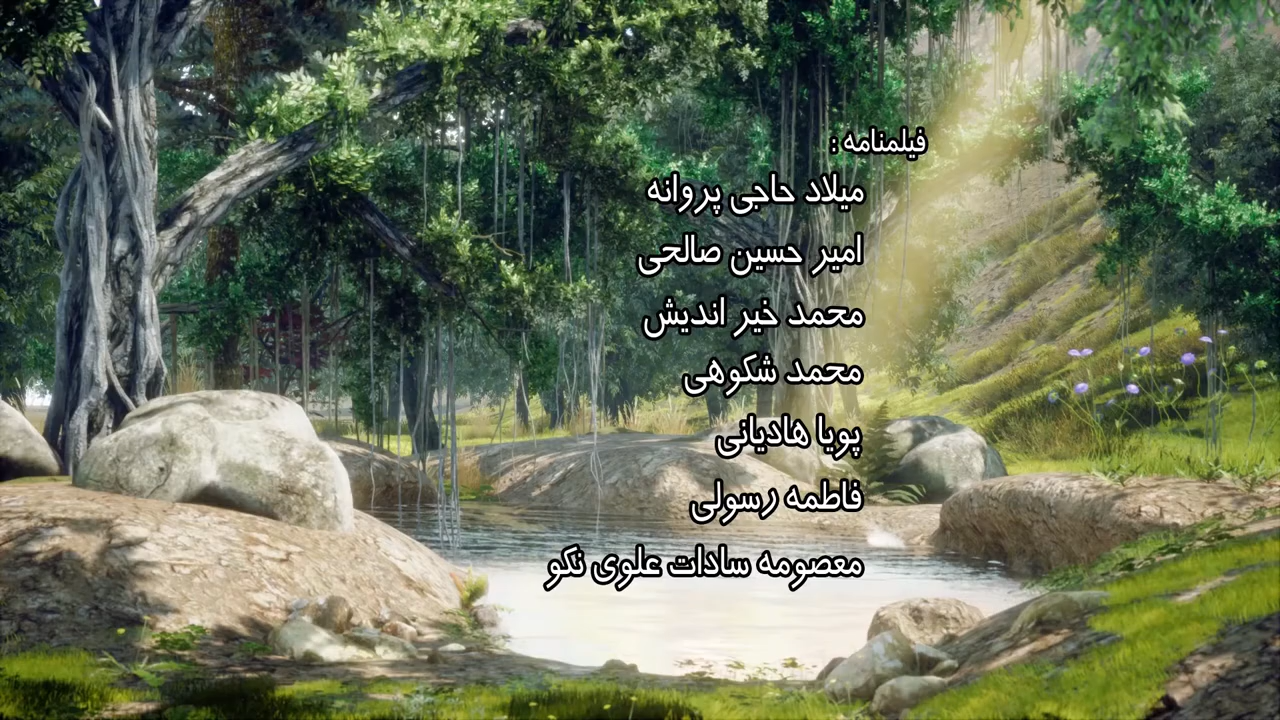 فیلمنامه :
میلاد حاجی پروانه
امیر حسین صالحی
محمد خیر اندیش
محمد شکوهی
پویا هادیانی
فاطمه رسولی
معصومه سادات علوی نکو